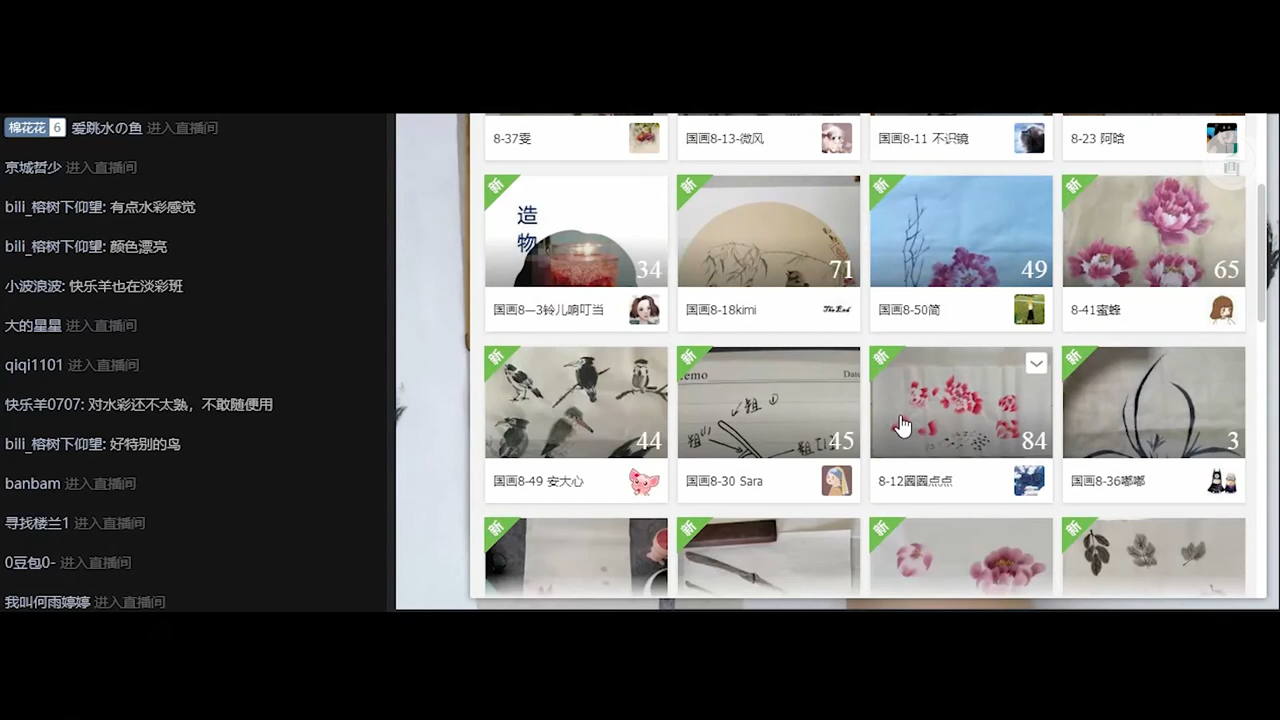 棉花花 6 爱跳水の鱼 进入直播间
京城哲少 进入直播间
bili_榕树下仰望: 有点水彩感觉
bili_榕树下仰望: 颜色漂亮
小波浪波: 快乐羊也在淡彩班
大的星星 进入直播间
qiqi1101 进入直播间
快乐羊0707: 对水彩还不太熟，不敢随便用
bili_榕树下仰望: 好特别的鸟
banbam 进入直播间
寻找楼兰1 进入直播间
0豆包0- 进入直播间
我叫何雨婷婷 进入直播间
8-37雯
国画8-13-微风
国画8-11 不识镜
8-23 阿晗
新
造
物
34
新
71
新
49
新
65
国画8—3铃儿响叮当
国画8-18kimi
The End
国画8-50简
8-41蜜蜂
新
44
新
emo
Date
粗
粗
粗
45
新
84
新
3
国画8-49 安大心
国画8-30 Sara
8-12圆圆点点
国画8-36嘟嘟
新
新
新
新